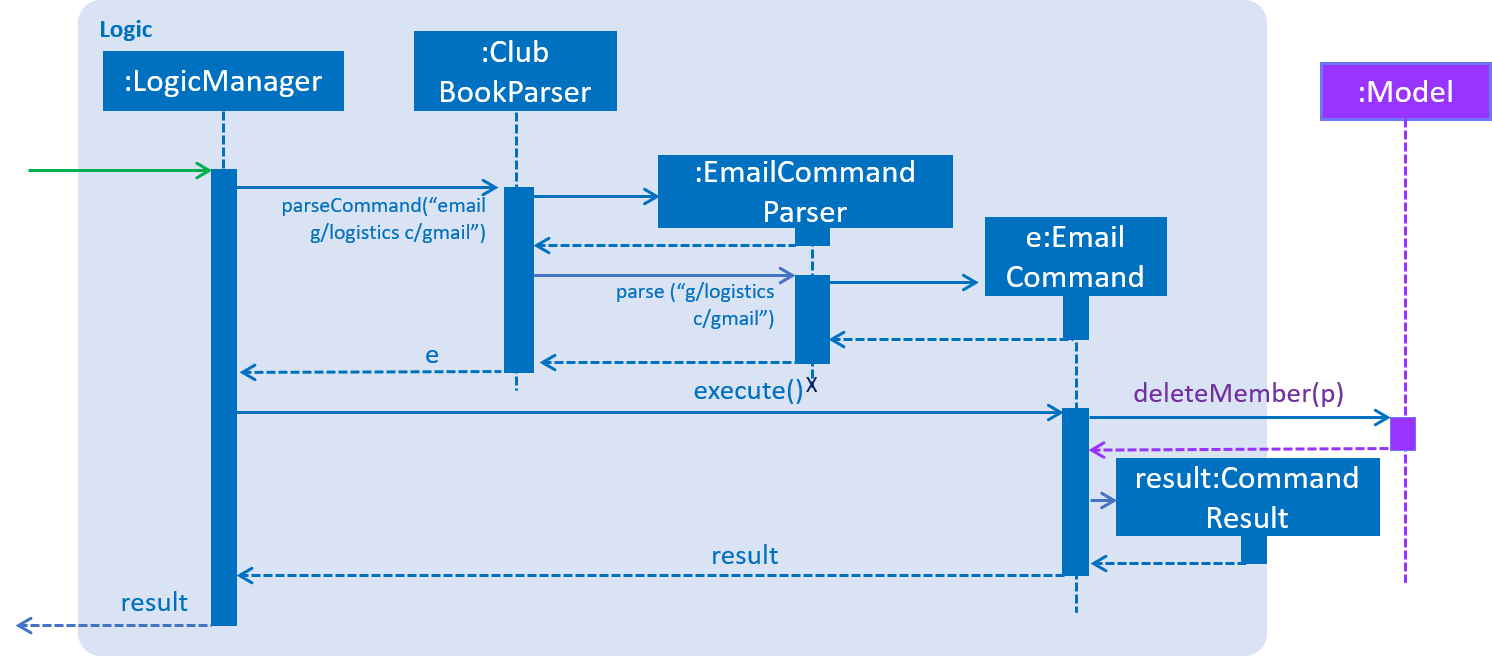 Logic
:LogicManager
:Club
BookParser
:Model
:EmailCommand
Parser
parseCommand(“email
g/logistics c/gmail”)
e:Email
Command
parse (“g/logistics
c/gmail”)
e
execute()
X
deleteMember(p)
result:Command
Result
result
result